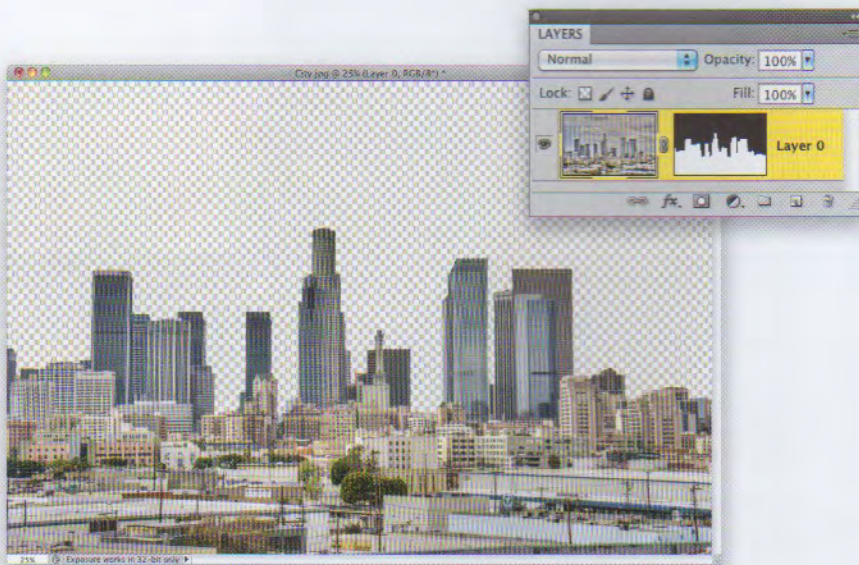 LAYERS
Normal Opacity: 100%
Lock: Fill: 100%
Layer 0
fx.
City.jpg @ 25% (Layer 0, RGB/8*) *
25% Exposure works in 32-bit only